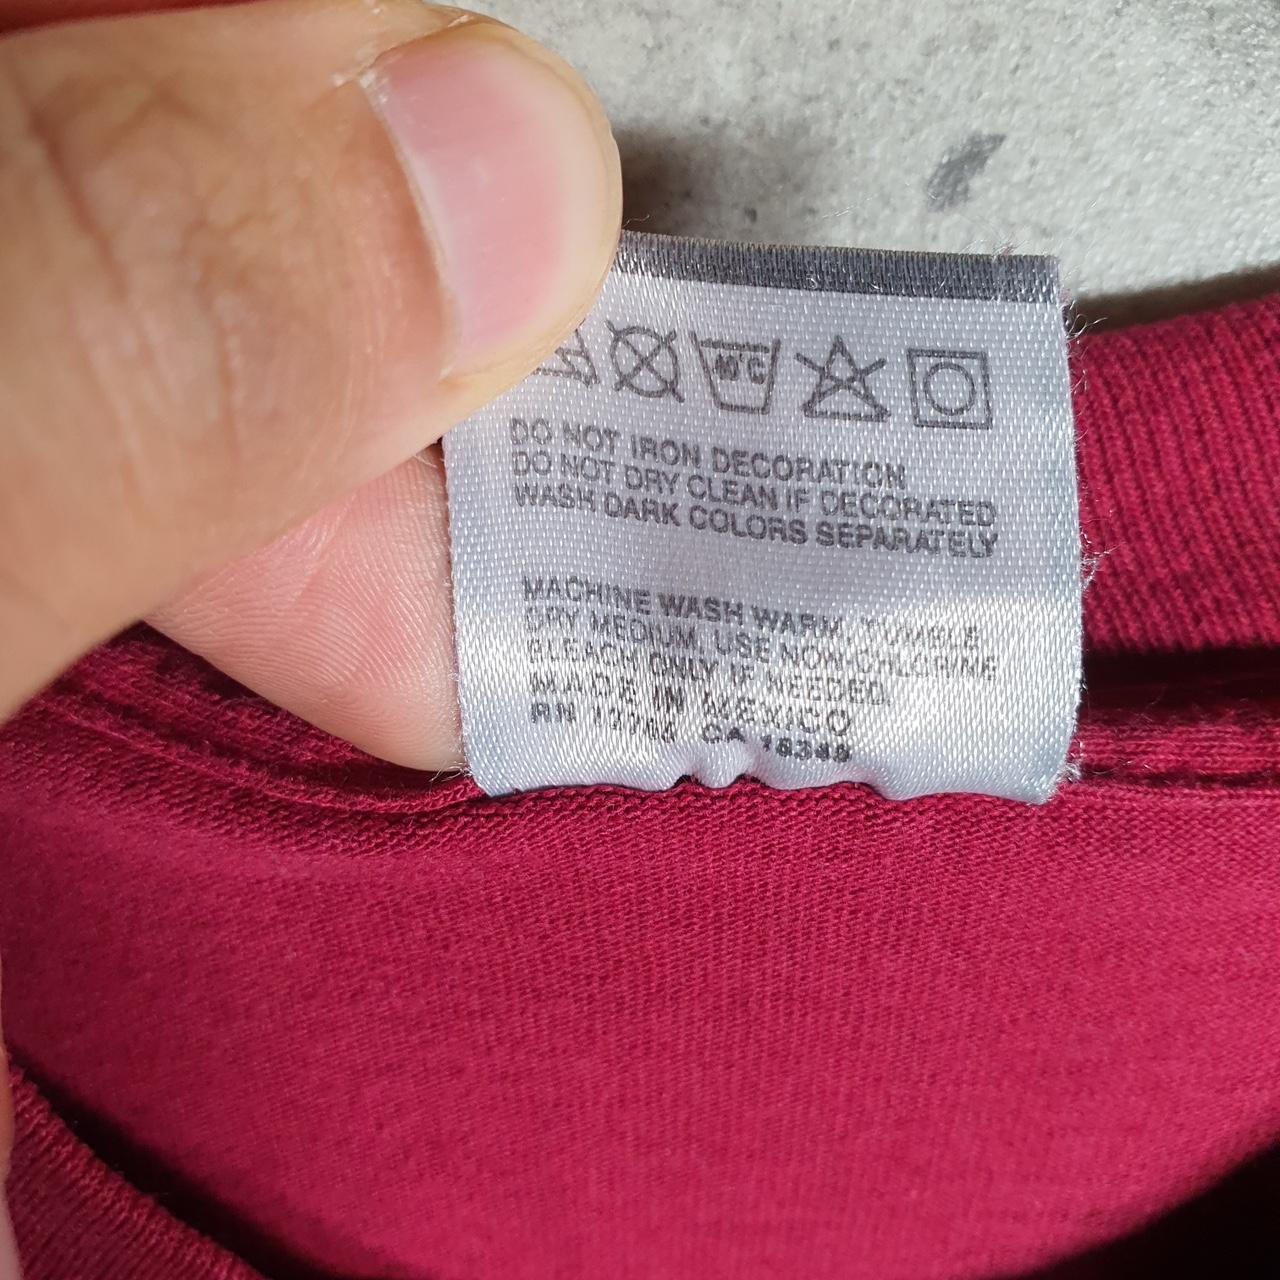 40°C
DO NOT IRON DECORATION
DO NOT DRY CLEAN IF DECORATED
WASH DARK COLORS SEPARATELY
MACHINE WASH WARM, TUMBLE
DRY MEDIUM, USE NON-CHLORINE
BLEACH ONLY IF NEEDED.
MADE IN MEXICO
RN CA